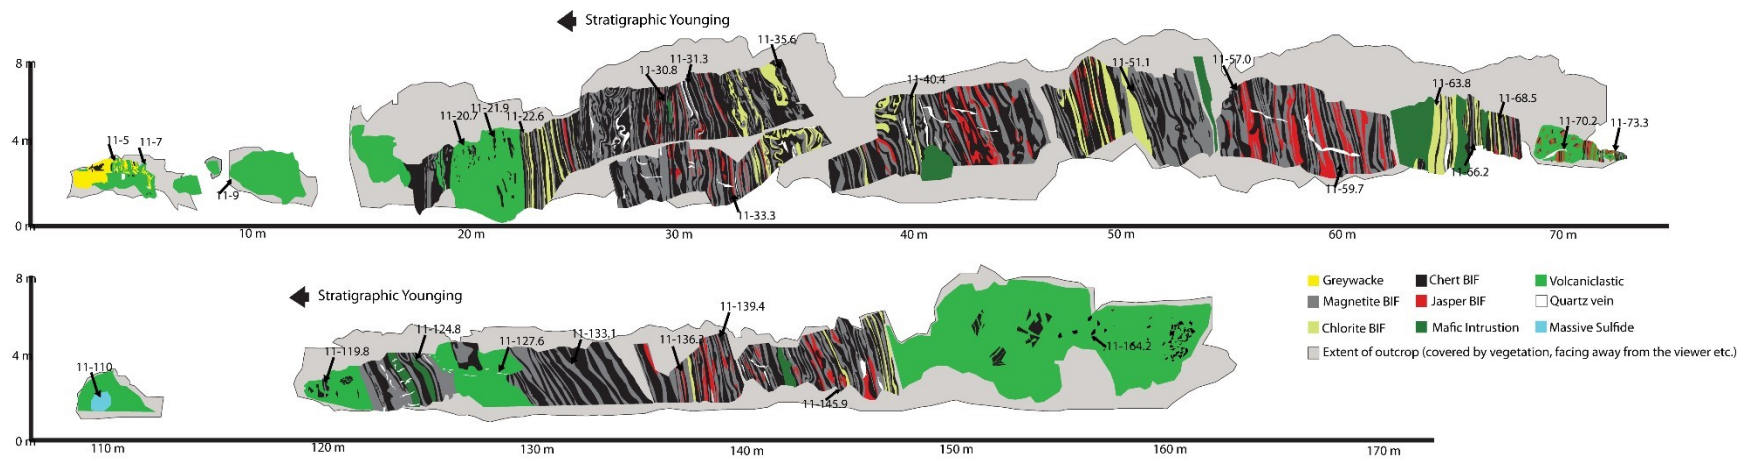 Stratigraphic Younging
8 m
4 m
0 m
11-5
11-7
11-9
11-20.7
11-21.9
11-22.6
11-30.8
11-31.3
11-35.6
11-33.3
11-40.4
11-51.1
11-57.0
11-59.7
11-63.8
11-66.2
11-68.5
11-70.2
11-73.3
10 m
20 m
30 m
40 m
50 m
60 m
70 m
Stratigraphic Younging
8 m
4 m
0 m
11-110
11-119.8
11-124.8
11-127.6
11-133.1
11-136.2
11-139.4
11-145.9
11-164.2
110 m
120 m
130 m
140 m
150 m
160 m
170 m
Greywacke
Chert BIF
Volcaniclastic
Magnetite BIF
Jasper BIF
Quartz vein
Chlorite BIF
Mafic Intrustion
Massive Sulfide
Extent of outcrop (covered by vegetation, facing away from the viewer etc.)